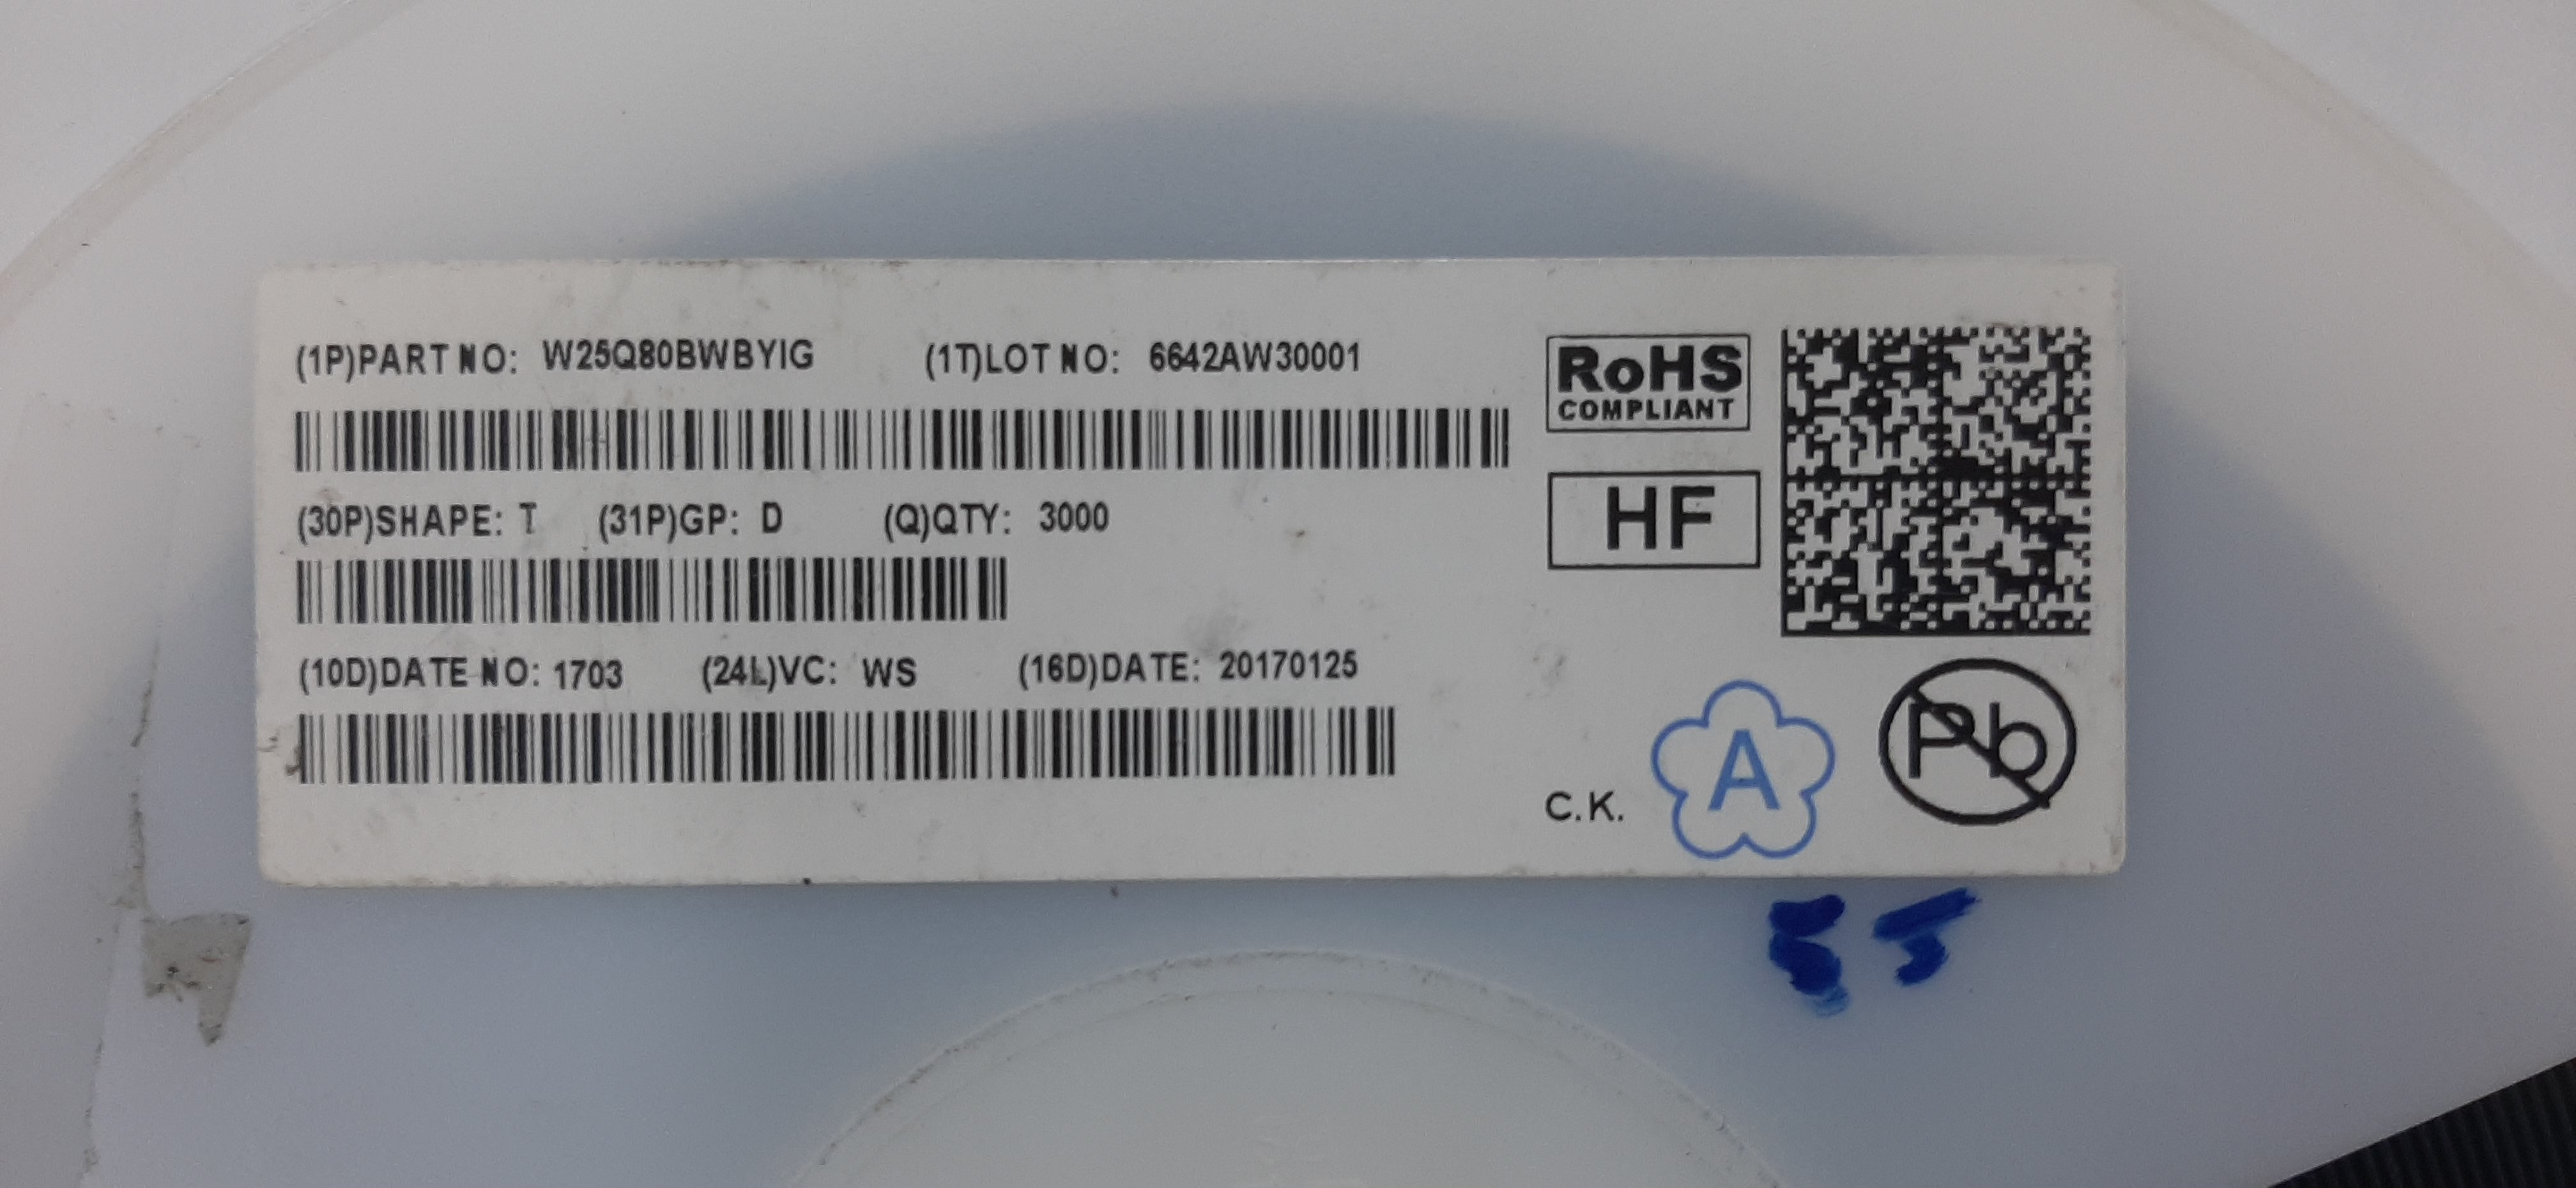 (1P)PART NO: W25Q80BWBYIG (1T)LOT NO: 6642AW30001
RoHS
COMPLIANT
(30P)SHAPE: T (31P)GP: D (Q)QTY: 3000
HF
(10D)DATE NO: 1703 (24L)VC: WS (16D)DATE: 20170125
C.K.
A
Pb